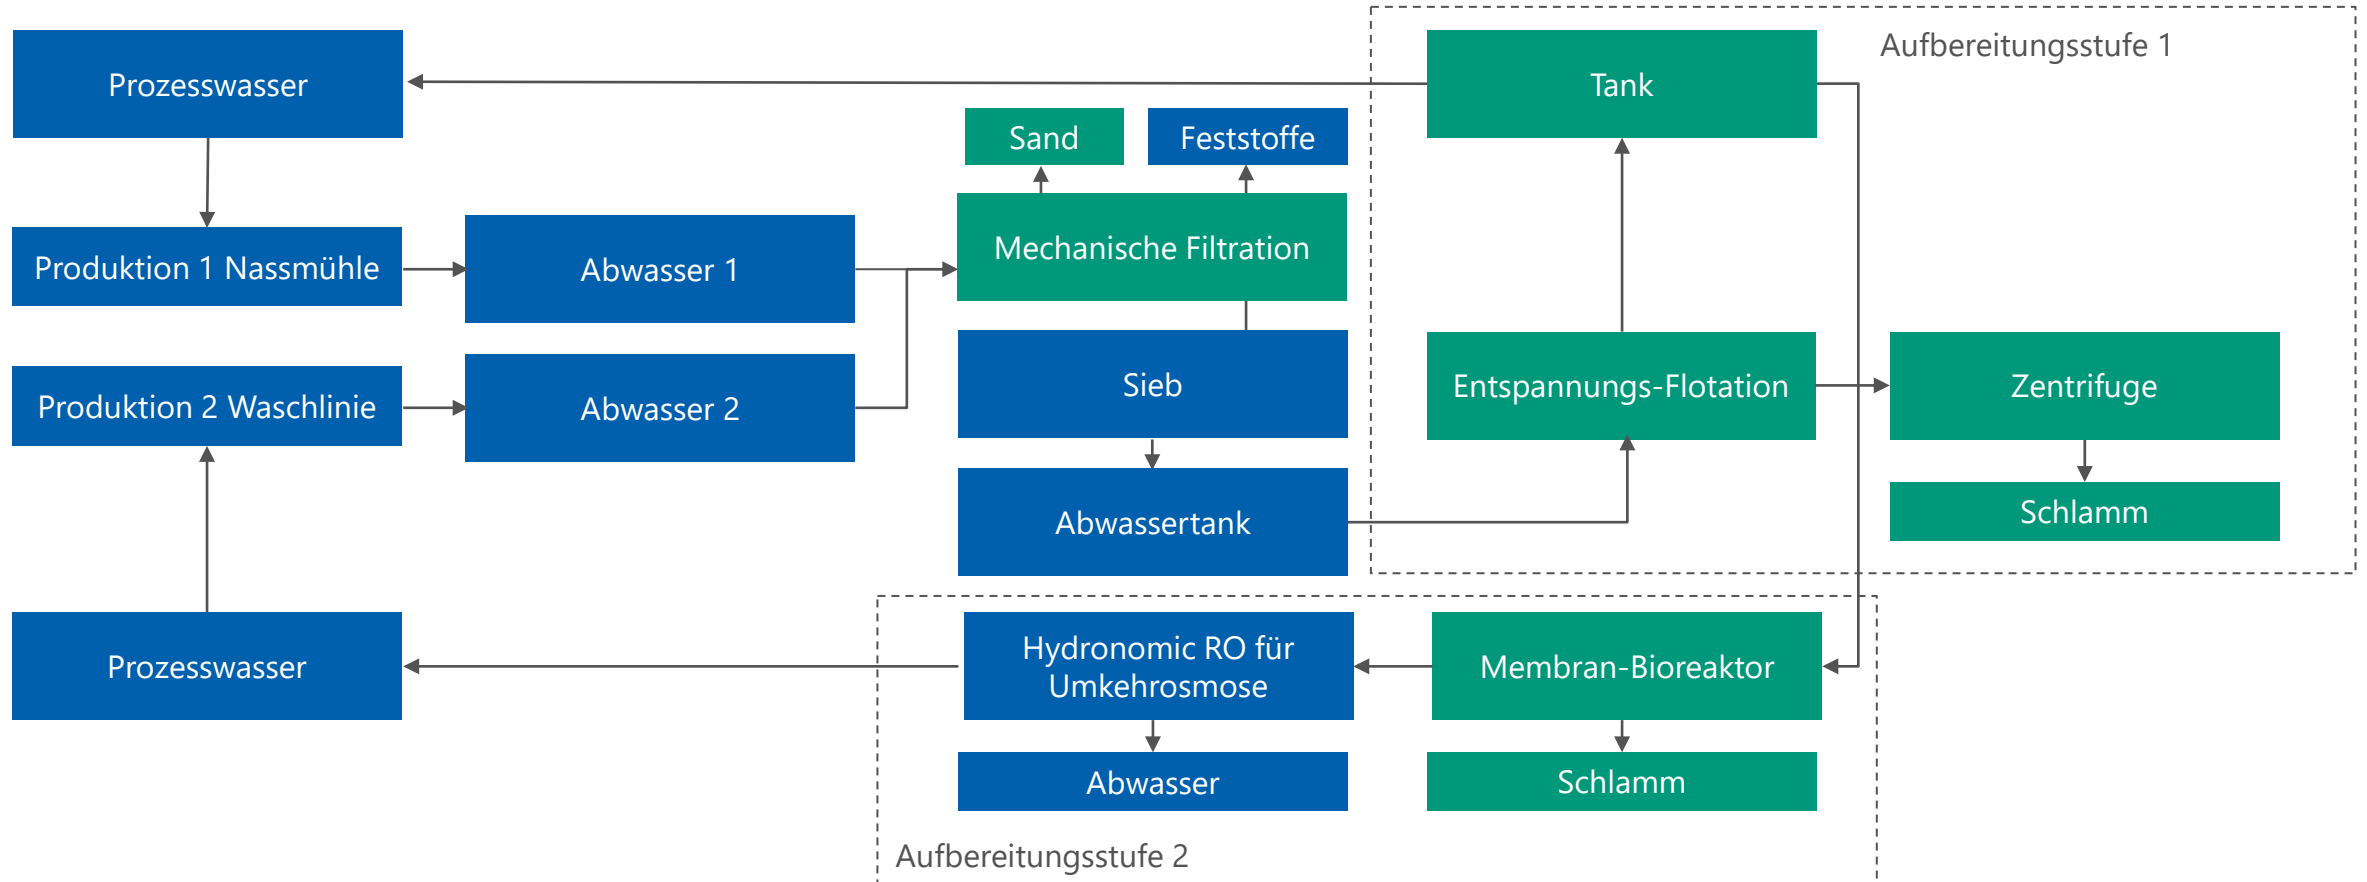 Prozesswasser
Tank
Aufbereitungsstufe 1
Sand
Feststoffe
Mechanische Filtration
Produktion 1 Nassmühle
Abwasser 1
Sieb
Entspannungs-Flotation
Zentrifuge
Produktion 2 Waschlinie
Abwasser 2
Abwassertank
Schlamm
Prozesswasser
Hydronomic RO für
Umkehrosmose
Membran-Bioreaktor
Abwasser
Schlamm
Aufbereitungsstufe 2